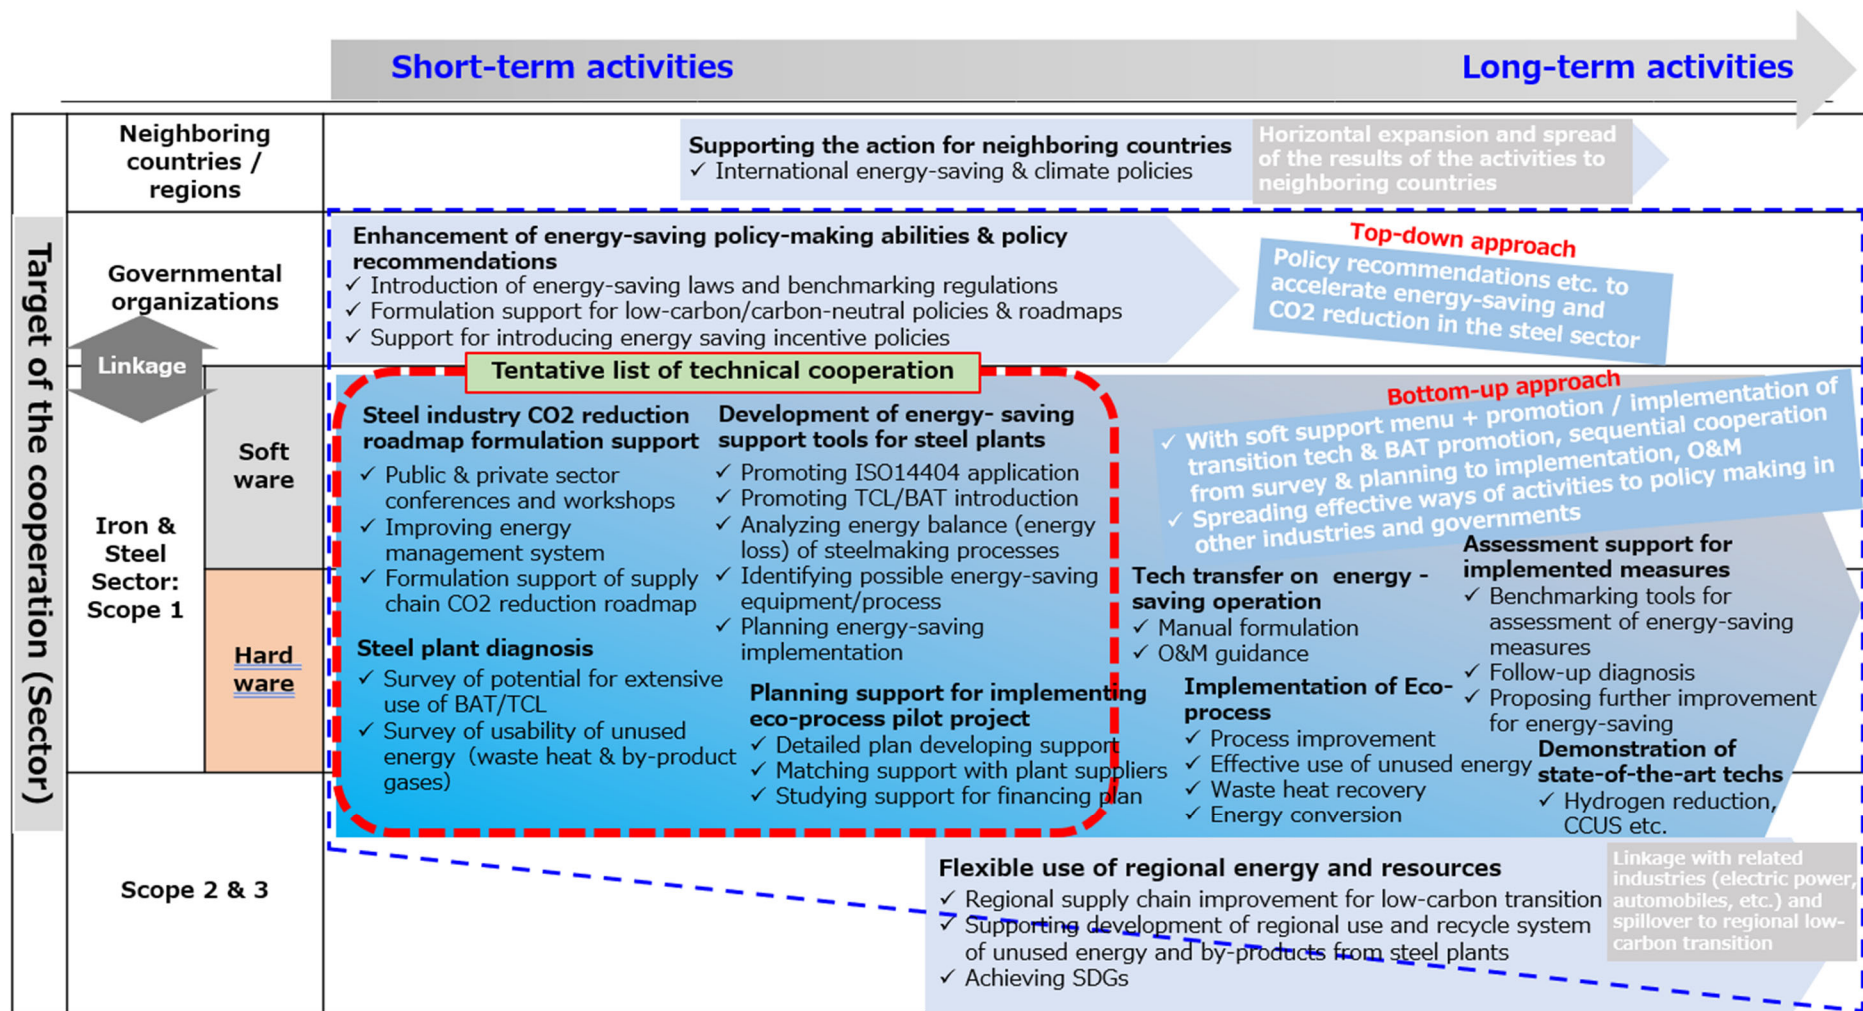 Short-term activities
Long-term activities
Target of the cooperation (Sector)
Neighboring
countries /
regions
Supporting the action for neighboring countries
✓ International energy-saving & climate policies
Horizontal expansion and spread
of the results of the activities to
neighboring countries
Governmental
organizations
Linkage
Enhancement of energy-saving policy-making abilities & policy
recommendations
✓ Introduction of energy-saving laws and benchmarking regulations
✓ Formulation support for low-carbon/carbon-neutral policies & roadmaps
✓ Support for introducing energy saving incentive policies
Top-down approach
Policy recommendations etc. to
accelerate energy-saving and
CO2 reduction in the steel sector
Iron &
Steel
Sector:
Scope 1
Soft
ware
Hard
ware
Tentative list of technical cooperation
Steel industry CO2 reduction
roadmap formulation support
✓ Public & private sector
conferences and workshops
✓ Improving energy
management system
✓ Formulation support of supply
chain CO2 reduction roadmap
Steel plant diagnosis
✓ Survey of potential for extensive
use of BAT/TCL
✓ Survey of usability of unused
energy (waste heat & by-product
gases)
Development of energy- saving
support tools for steel plants
✓ Promoting ISO14404 application
✓ Promoting TCL/BAT introduction
✓ Analyzing energy balance (energy
loss) of steelmaking processes
✓ Identifying possible energy-saving
equipment/process
✓ Planning energy-saving
implementation
Planning support for implementing
eco-process pilot project
✓ Detailed plan developing support
✓ Matching support with plant suppliers
✓ Studying support for financing plan
Bottom-up approach
✓ With soft support menu + promotion / implementation of
transition tech & BAT promotion, sequential cooperation
from survey & planning to implementation, O&M
✓ Spreading effective ways of activities to policy making in
other industries and governments
Tech transfer on energy -
saving operation
✓ Manual formulation
✓ O&M guidance
Implementation of Eco-
process
✓ Process improvement
✓ Effective use of unused energy
✓ Waste heat recovery
✓ Energy conversion
Assessment support for
implemented measures
✓ Benchmarking tools for
assessment of energy-saving
measures
✓ Follow-up diagnosis
✓ Proposing further improvement
for energy-saving
Demonstration of
state-of-the-art techs
✓ Hydrogen reduction,
CCUS etc.
Scope 2 & 3
Flexible use of regional energy and resources
✓ Regional supply chain improvement for low-carbon transition
✓ Supporting development of regional use and recycle system
of unused energy and by-products from steel plants
✓ Achieving SDGs
Linkage with related
industries (electric power,
automobiles, etc.) and
spillover to regional low-
carbon transition